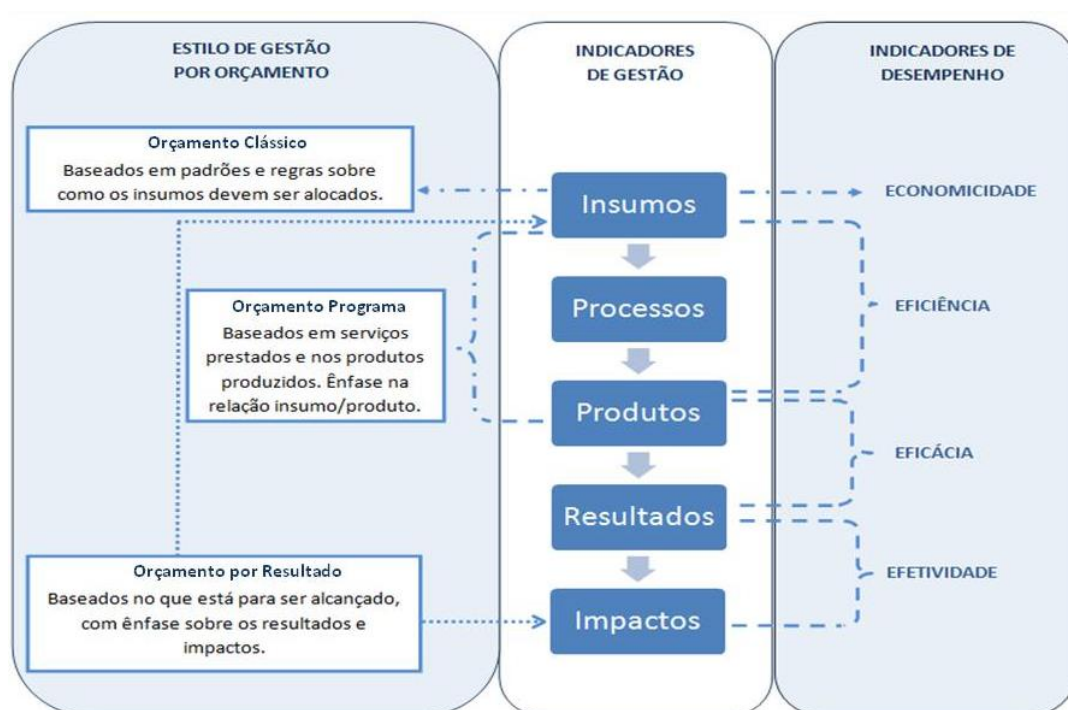 ESTILO DE GESTÃO
POR ORÇAMENTO
Orçamento Clássico
Baseados em padrões e regras sobre
como os insumos devem ser alocados.
Orçamento Programa
Baseados em serviços
prestados e nos produtos
produzidos. Ênfase na
relação insumo/produto.
Orçamento por Resultado
Baseados no que está para ser alcançado,
com ênfase sobre os resultados e
impactos.
INDICADORES
DE GESTÃO
Insumos
Processos
Produtos
Resultados
Impactos
INDICADORES DE
DESEMPENHO
ECONOMICIDADE
EFICIÊNCIA
EFICÁCIA
EFETIVIDADE